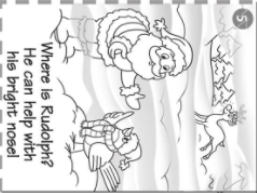 5
Where is Rudolph?
He can help with
his bright nose!